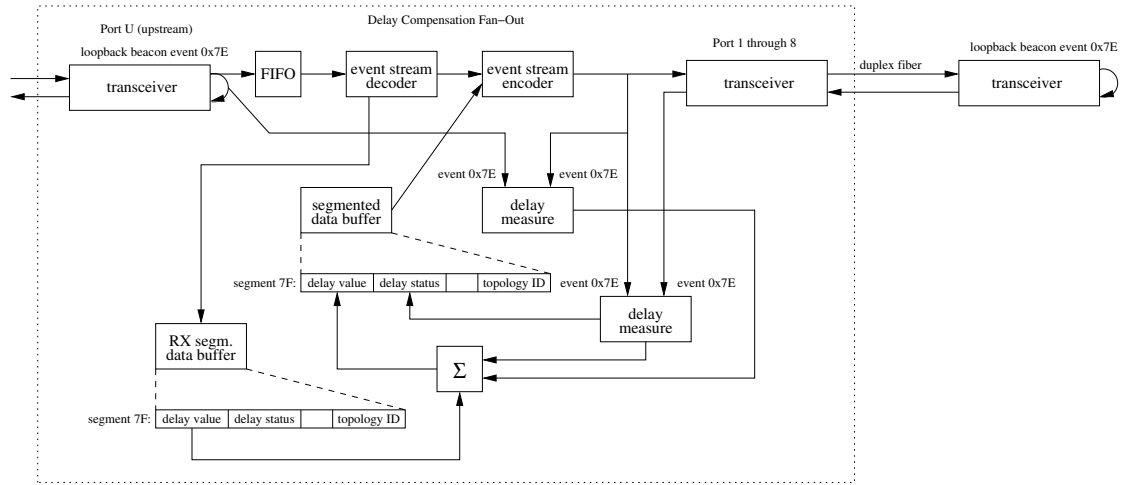 Delay Compensation Fan-Out
Port U (upstream)
loopback beacon event 0x7E
transceiver
FIFO
event stream
decoder
event stream
encoder
Port 1 through 8
transceiver
duplex fiber
loopback beacon event 0x7E
transceiver
event 0x7E
event 0x7E
segmented
data buffer
delay
measure
segment 7F:
delay value
delay status
topology ID
event 0x7E
event 0x7E
delay
measure
RX segm.
data buffer
Σ
segment 7F:
delay value
delay status
topology ID